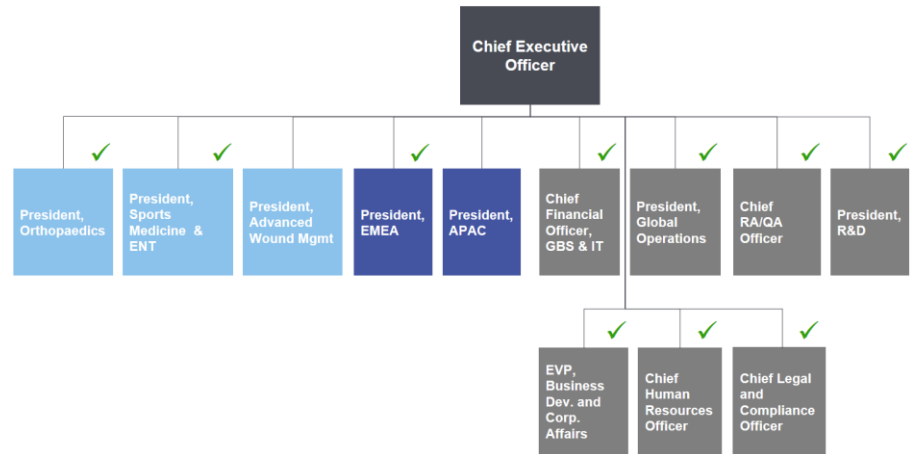 Chief Executive
Officer
President,
Orthopaedics
President,
Sports
Medicine &
ENT
President,
Advanced
Wound Mgmt
President,
EMEA
President,
APAC
Chief
Financial
Officer,
GBS & IT
President,
Global
Operations
Chief
RA/QA
Officer
President,
R&D
EVP,
Business
Dev. and
Corp.
Affairs
Chief
Human
Resources
Officer
Chief Legal
and
Compliance
Officer